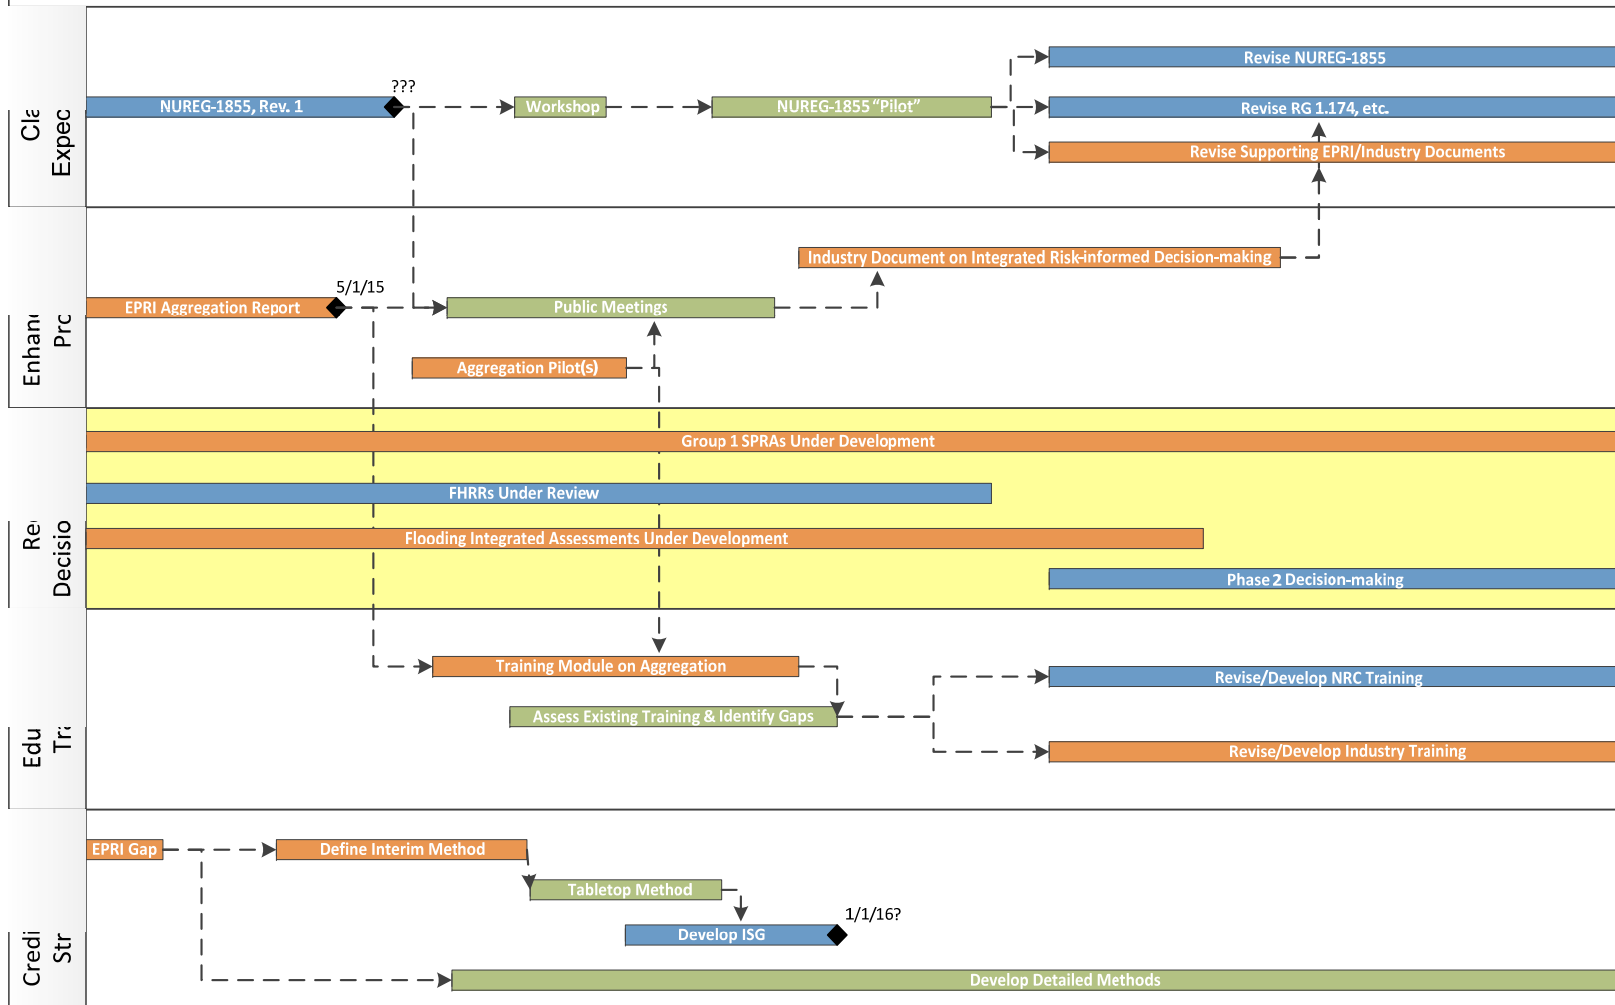 Expec
???
NUREG-1855, Rev. 1
Workshop
NUREG-1855 “Pilot”
Revise NUREG-1855
Revise RG 1.174, etc.
Revise Supporting EPRI/Industry Documents
Industry Document on Integrated Risk-informed Decision-making
5/1/15
EPRI Aggregation Report
Public Meetings
Aggregation Pilot(s)
Re
Decisio
Group 1 SPRAs Under Development
FHRRs Under Review
Flooding Integrated Assessments Under Development
Phase 2 Decision-making
Edu
Training Module on Aggregation
Revise/Develop NRC Training
Assess Existing Training & Identify Gaps
Revise/Develop Industry Training
Credi
Str
EPRI Gap
Define Interim Method
Tabletop Method
1/1/16?
Develop ISG
Develop Detailed Methods